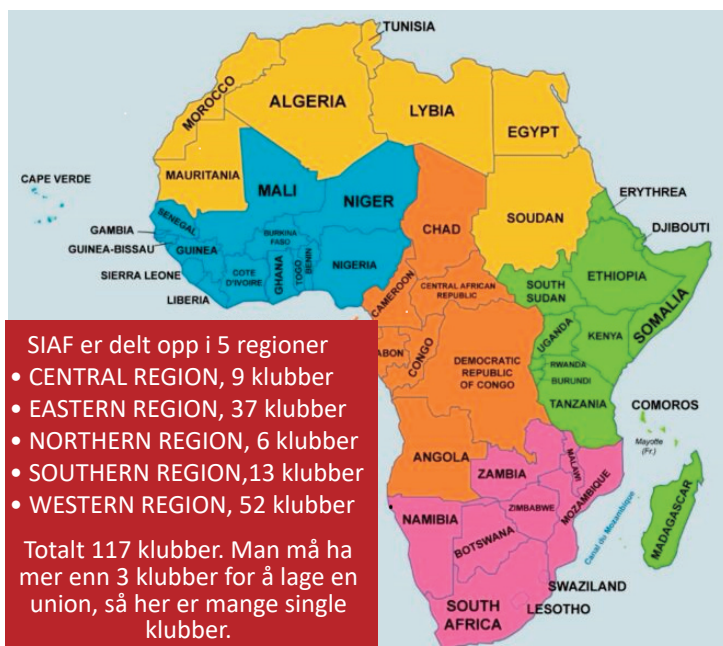 TUNISIA
MOROCCO
ALGERIA
LYBIA
EGYPT
MAURITANIA
CAPE VERDE
MALI
NIGER
ERYTHREA
SENEGAL
CHAD
SOUDAN
DJIBOUTI
GAMBIA
BURKINA
FASO
GUINEA-BISSAU
GUINEA
NIGERIA
BENIN
TOGO
GHANA
COTE
D'IVOIRE
SIERRA LEONE
LIBERIA
CAMEROON
CENTRAL AFRICAN
REPUBLIC
SOUTH
SUDAN
ETHIOPIA
SOMALIA
UGANDA
KENYA
ABON
CONGO
DEMOCRATIC
REPUBLIC
OF CONGO
RWANDA
BURUNDI
TANZANIA
COMOROS
Mayotte
(Fr.)
ANGOLA
ZAMBIA
MALAWI
MOZAMBIQUE
NAMIBIA
ZIMBABWE
BOTSWANA
Canal du Mozambique
MADAGASCAR
SWAZILAND
LESOTHO
SOUTH
AFRICA
SIAF er delt opp i 5 regioner
• CENTRAL REGION, 9 klubber
• EASTERN REGION, 37 klubber
• NORTHERN REGION, 6 klubber
• SOUTHERN REGION,13 klubber
• WESTERN REGION, 52 klubber
Totalt 117 klubber. Man må ha
mer enn 3 klubber for å lage en
union, så her er mange single
klubber.